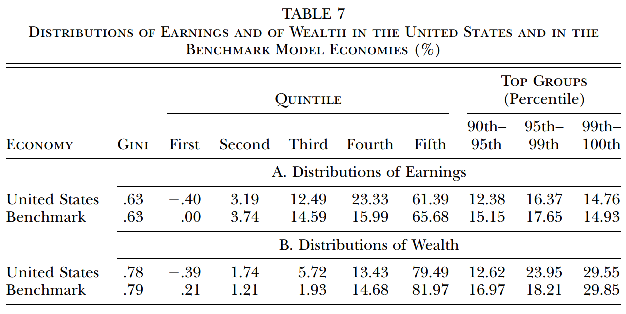 TABLE 7
Distributions of Earnings and of Wealth in the United States and in the
Benchmark Model Economies (%)
Top Groups
Quintile (Percentile)
90th– 95th– 99th–
Economy Gini First Second Third Fourth Fifth 95th 99th 100th
A. Distributions of Earnings
United States .63 −.40 3.19 12.49 23.33 61.39 12.38 16.37 14.76
Benchmark .63 .00 3.74 14.59 15.99 65.68 15.15 17.65 14.93
B. Distributions of Wealth
United States .78 −.39 1.74 5.72 13.43 79.49 12.62 23.95 29.55
Benchmark .79 .21 1.21 1.93 14.68 81.97 16.97 18.21 29.85